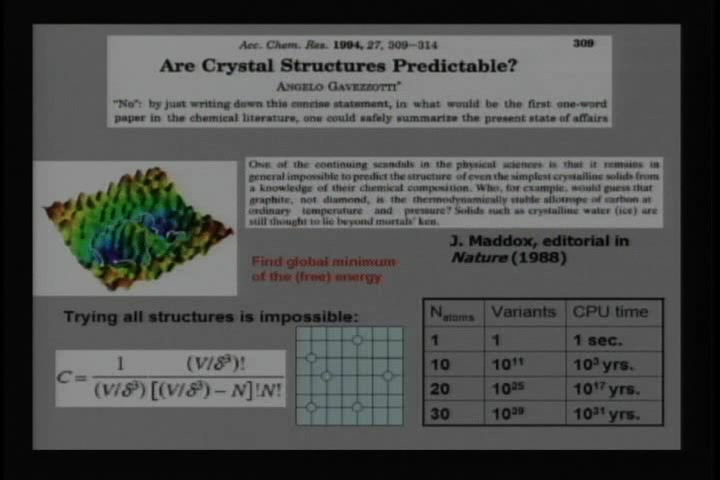 Acc. Chem. Res. 1994, 27, 309–314 309
Are Crystal Structures Predictable?
ANGELO GAVEZZOTTI*
"No": by just writing down this concise statement, in what would be the first one-word
paper in the chemical literature, one could safely summarize the present state of affairs
One of the continuing scandals in the physical sciences is that it remains in
general impossible to predict the structure of even the simplest crystalline solids from
a knowledge of their chemical composition. Who, for example, would guess that
graphite, not diamond, is the thermodynamically stable allotrope of carbon at
ordinary temperature and pressure? Solids such as crystalline water (ice) are
still thought to lie beyond mortals' ken.
J. Maddox, editorial in
Nature (1988)
Find global minimum
of the (free) energy
Trying all structures is impossible:
C = 1/(V/δ³) (V/δ³)!/([(V/δ³) − N]!N!)
Natoms Variants CPU time
1 1 1 sec.
10 10¹¹ 10³ yrs.
20 10²⁵ 10¹⁷ yrs.
30 10³⁹ 10³¹ yrs.